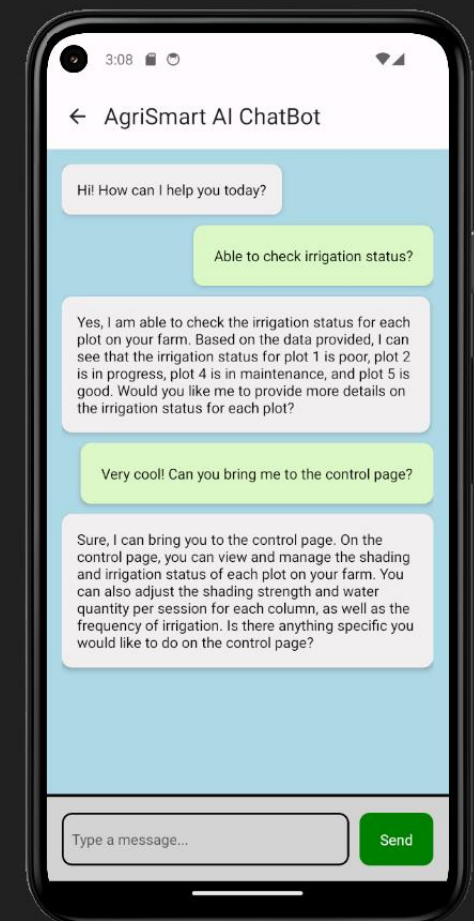 3:08
AgriSmart AI ChatBot
Hi! How can I help you today?
Able to check irrigation status?
Yes, I am able to check the irrigation status for each
plot on your farm. Based on the data provided, I can
see that the irrigation status for plot 1 is poor, plot 2
is in progress, plot 4 is in maintenance, and plot 5 is
good. Would you like me to provide more details on
the irrigation status for each plot?
Very cool! Can you bring me to the control page?
Sure, I can bring you to the control page. On the
control page, you can view and manage the shading
and irrigation status of each plot on your farm. You
can also adjust the shading strength and water
quantity per session for each column, as well as the
frequency of irrigation. Is there anything specific you
would like to do on the control page?
Type a message...
Send